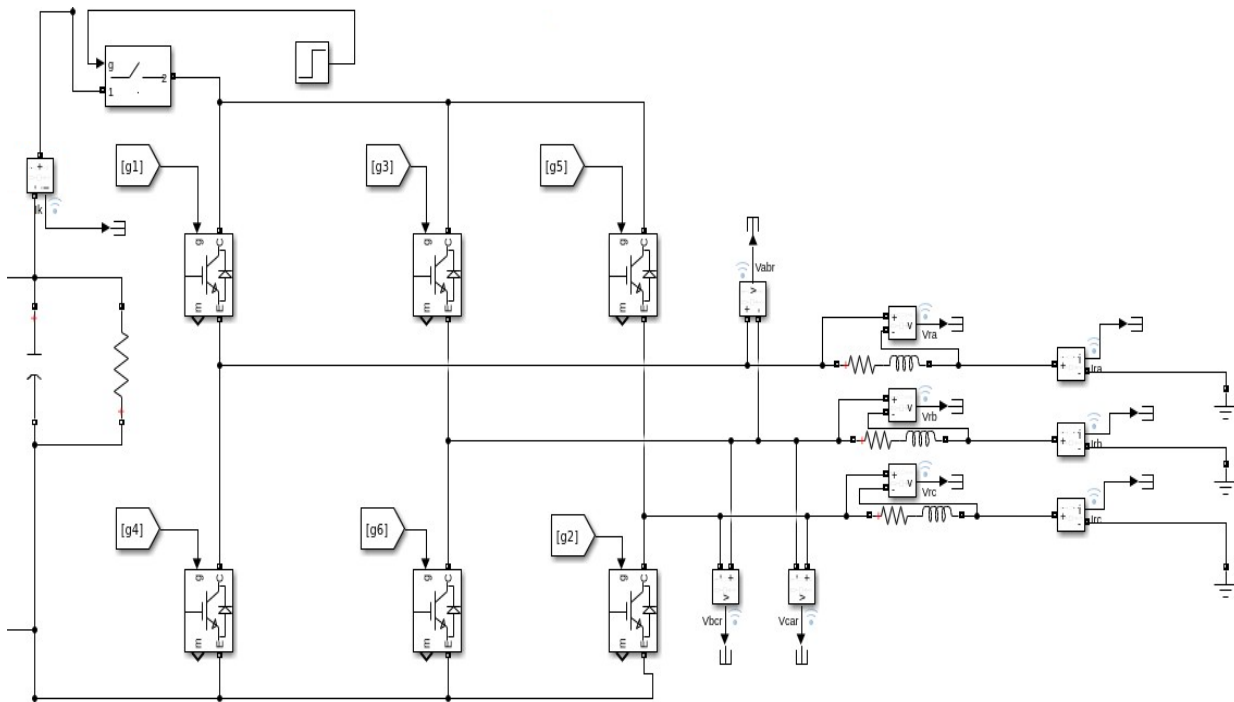 g
1
2
[g1]
[g3]
[g5]
+
-
Ik
g
C
m
E
g
C
m
E
g
C
m
E
Vabr
v
+
-
+
-
v
Vra
+
i
-
Ira
+
-
v
Vrb
+
i
-
Irb
+
-
v
Vrc
+
i
-
Irc
[g4]
[g6]
[g2]
g
C
m
E
g
C
m
E
g
C
m
E
-
+
v
-
+
v
Vbcr
Vcar